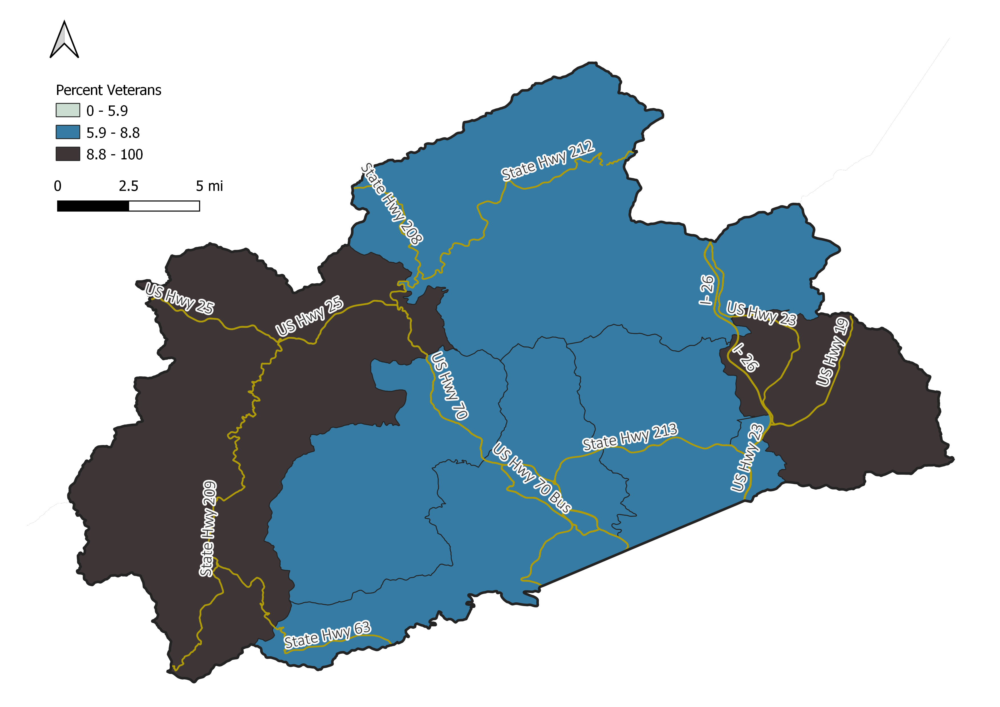 Percent Veterans
0 - 5.9
5.9 - 8.8
8.8 - 100
0 2.5 5 mi
State Hwy 212
State Hwy 208
I- 26
US Hwy 25
US Hwy 25
US Hwy 23
US Hwy 19
I- 26
US Hwy 70
State Hwy 213
US Hwy 23
US Hwy 70 Bus
State Hwy 209
State Hwy 63